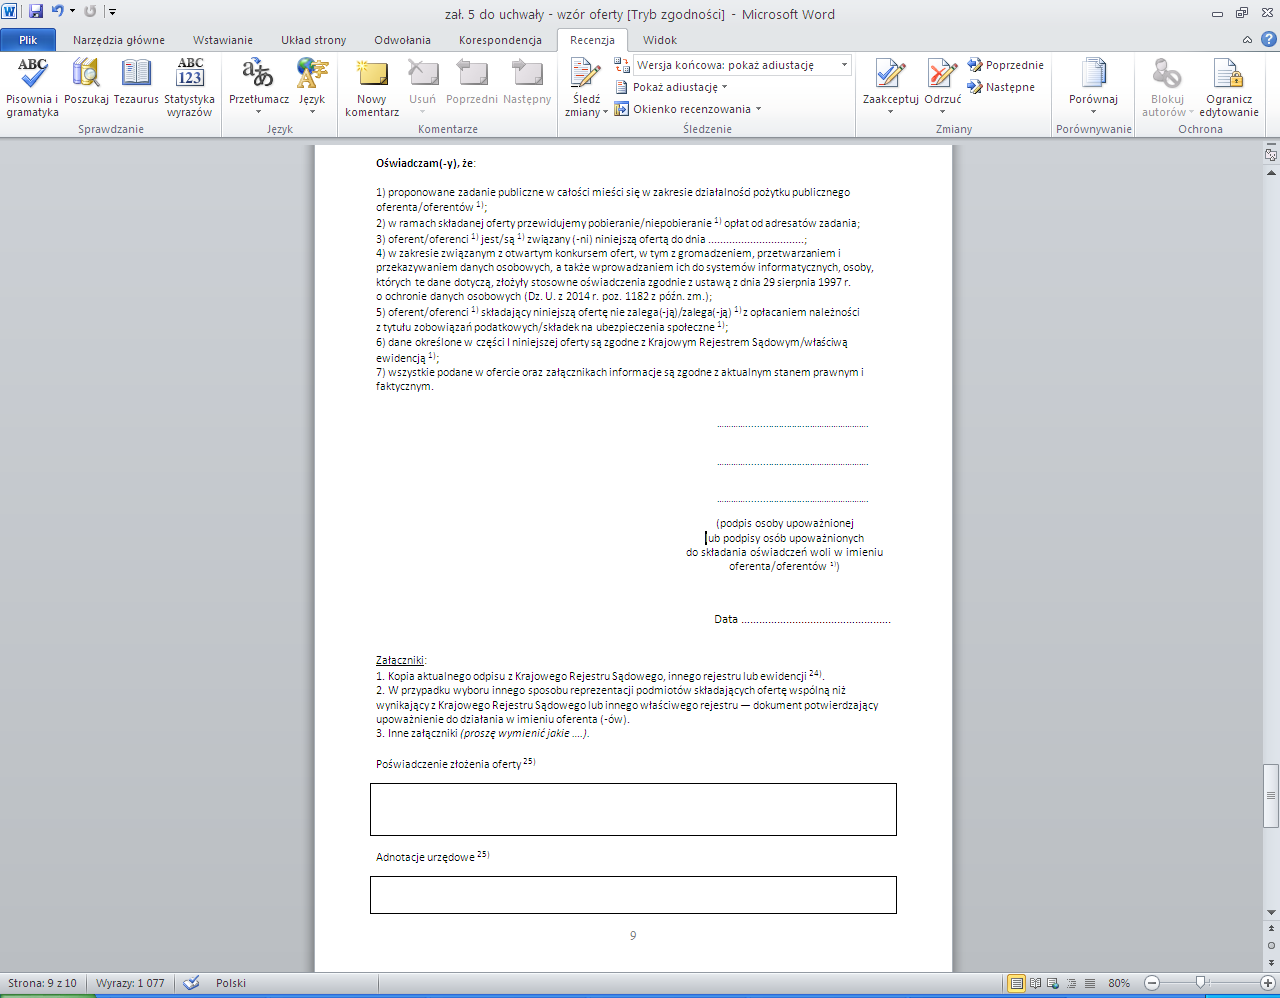 zał. 5 do uchwały - wzór oferty [Tryb zgodności] - Microsoft Word
Plik Narzędzia główne Wstawianie Układ strony Odwołania Korespondencja Recenzja Widok
Pisownia i gramatyka Poszukaj Tezaurus Statystyka wyrazów
Sprawdzanie
Przetłumacz Język
Język
Nowy komentarz Usuń Poprzedni Następny
Komentarze
Śledź zmiany
Wersja końcowa: pokaż adiustację
Pokaż adiustację
Okienko recenzowania
Śledzenie
Zaakceptuj Odrzuć
Poprzednie
Następne
Zmiany
Porównaj
Porównywanie
Blokuj autorów Ogranicz edytowanie
Ochrona
Oświadczam(-y), że:
1) proponowane zadanie publiczne w całości mieści się w zakresie działalności pożytku publicznego
oferenta/oferentów 1);
2) w ramach składanej oferty przewidujemy pobieranie/niepobieranie 1) opłat od adresatów zadania;
3) oferent/oferenci 1) jest/są 1) związany (-ni) niniejszą ofertą do dnia ................................;
4) w zakresie związanym z otwartym konkursem ofert, w tym z gromadzeniem, przetwarzaniem i
przekazywaniem danych osobowych, a także wprowadzaniem ich do systemów informatycznych, osoby,
których te dane dotyczą, złożyły stosowne oświadczenia zgodnie z ustawą z dnia 29 sierpnia 1997 r.
o ochronie danych osobowych (Dz. U. z 2014 r. poz. 1182 z późn. zm.);
5) oferent/oferenci 1) składający niniejszą ofertę nie zalega(-ją)/zalega(-ją) 1) z opłacaniem należności
z tytułu zobowiązań podatkowych/składek na ubezpieczenia społeczne 1);
6) dane określone w części I niniejszej oferty są zgodne z Krajowym Rejestrem Sądowym/właściwą
ewidencją 1);
7) wszystkie podane w ofercie oraz załącznikach informacje są zgodne z aktualnym stanem prawnym i
faktycznym.
..................................................
..................................................
..................................................
(podpis osoby upoważnionej
lub podpisy osób upoważnionych
do składania oświadczeń woli w imieniu
oferenta/oferentów 1))
Data ..................................................
Załączniki:
1. Kopia aktualnego odpisu z Krajowego Rejestru Sądowego, innego rejestru lub ewidencji 24).
2. W przypadku wyboru innego sposobu reprezentacji podmiotów składających ofertę wspólną niż
wynikający z Krajowego Rejestru Sądowego lub innego właściwego rejestru — dokument potwierdzający
upoważnienie do działania w imieniu oferenta (-ów).
3. Inne załączniki (proszę wymienić jakie ....).
Poświadczenie złożenia oferty 25)
Adnotacje urzędowe 25)
9
Strona: 9 z 10 Wyrazy: 1 077 Polski 80%